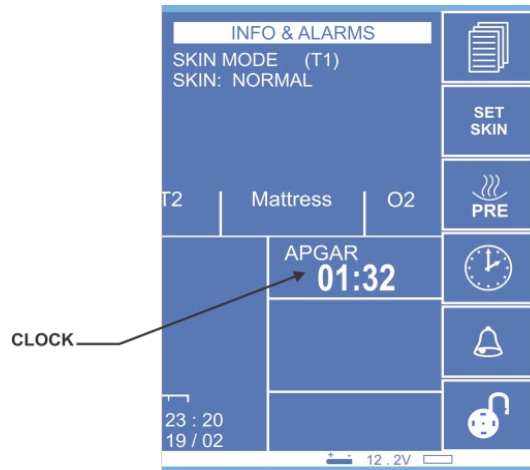 INFO & ALARMS
SKIN MODE (T1)
SKIN: NORMAL
SET
SKIN
T2 Mattress O2
PRE
APGAR
01:32
CLOCK
23 : 20
19 / 02
+ - 12 . 2V